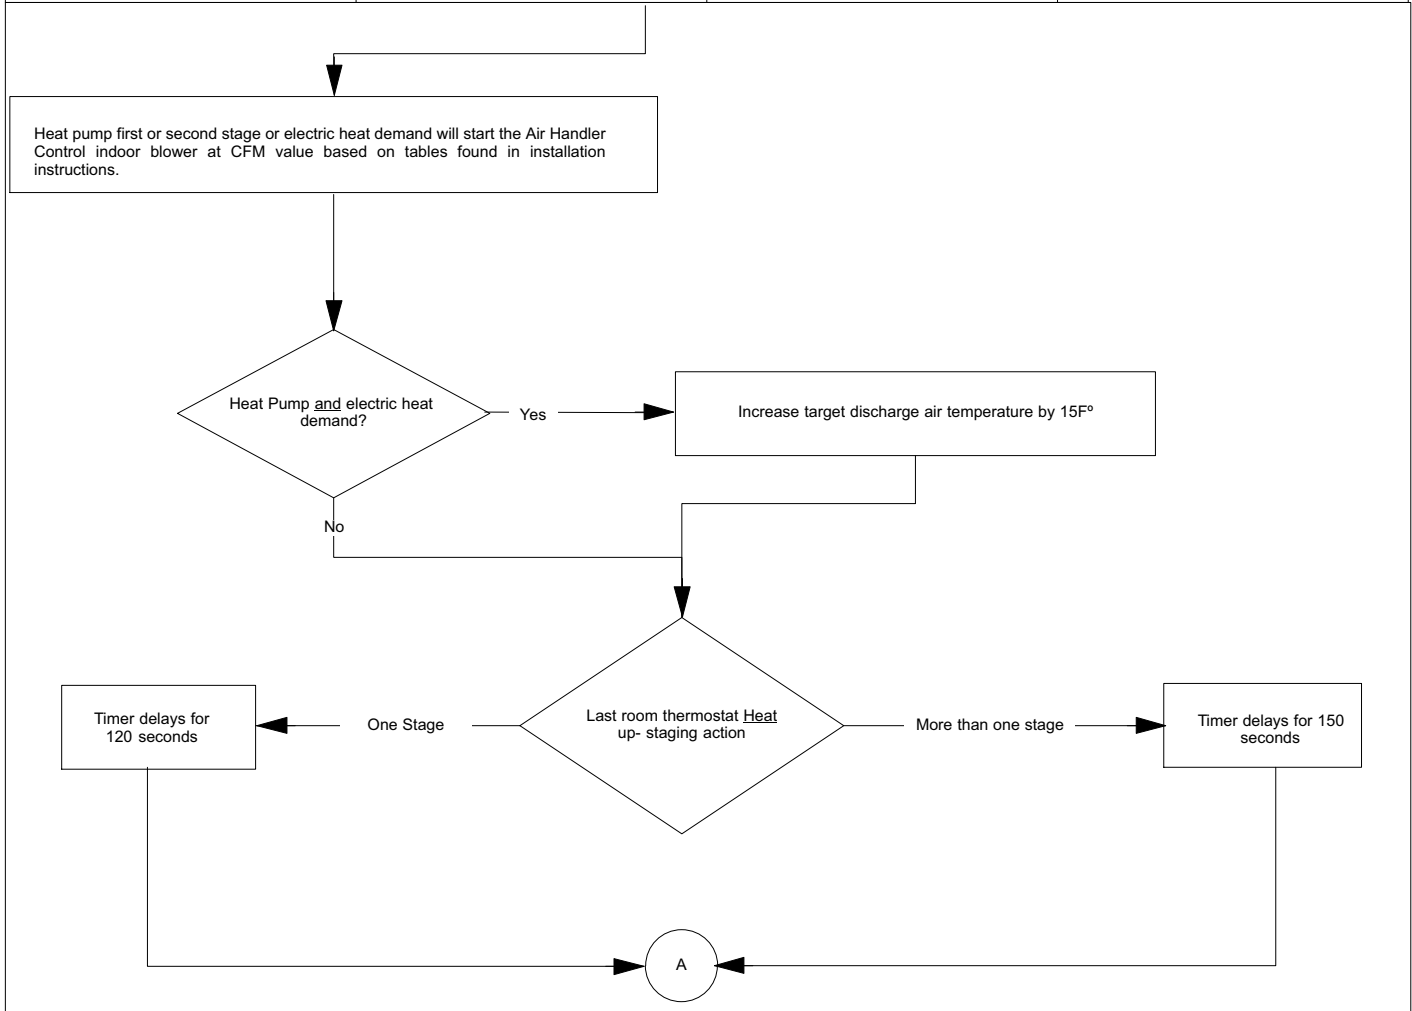 Heat pump first or second stage or electric heat demand will start the Air Handler
Control indoor blower at CFM value based on tables found in installation
instructions.
Heat Pump and electric heat
demand?
Yes
Increase target discharge air temperature by 15Fº
No
Last room thermostat Heat
up- staging action
One Stage
Timer delays for
120 seconds
More than one stage
Timer delays for 150
seconds
A